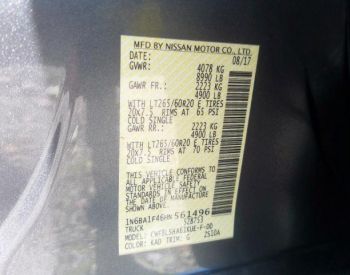 MFD BY NISSAN MOTOR CO., LTD.
DATE: 08/17
GVWR: 4078 KG
8990 LB
GAWR FR: 2223 KG
4900 LB
WITH LT265/60R20 E TIRES
20X7.5 RIMS AT 65 PSI
COLD SINGLE
GAWR RR: 2223 KG
4900 LB
WITH LT265/60R20 E TIRES
20X7.5 RIMS AT 70 PSI
COLD SINGLE
THIS VEHICLE CONFORMS TO ALL
APPLICABLE FEDERAL MOTOR VEHICLE
SAFETY STANDARDS IN EFFECT ON
THE DATE OF MANUFACTURE
SHOWN ABOVE.
1N6BA1F46HN561496
TRUCK 528753
MODEL:
COLOR: KAD TRIM: G